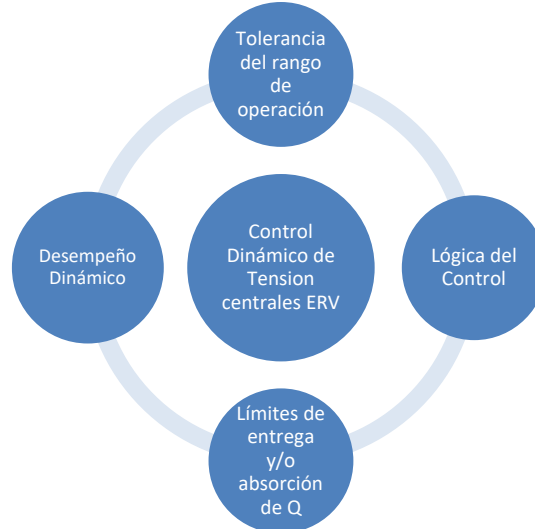 Tolerancia
del rango
de
operación
Desempeño
Dinámico
Control
Dinámico de
Tension
centrales ERV
Lógica del
Control
Límites de
entrega
y/o
absorción
de Q